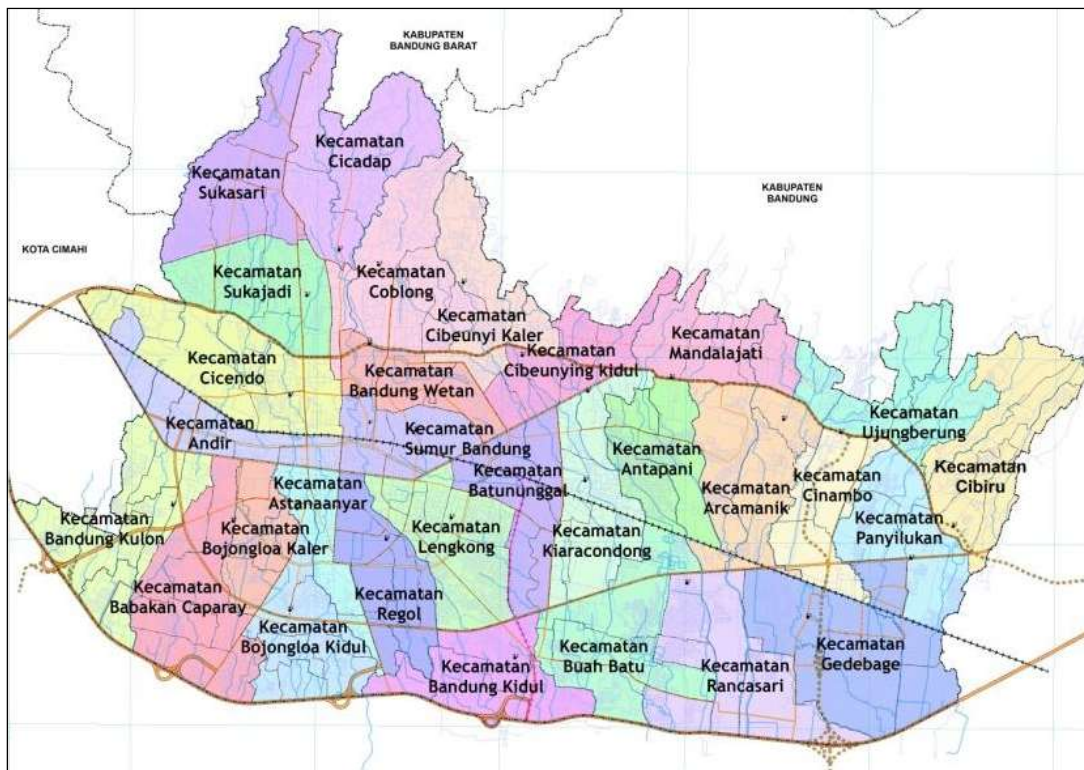 KABUPATEN
BANDUNG BARAT
Kecamatan
Cicadap
Kecamatan
Sukasari
KABUPATEN
BANDUNG
KOTA CIMAHI
Kecamatan
Sukajadi
Kecamatan
Coblong
Kecamatan
Cibeunyi Kaler
Kecamatan
Mandalajati
Kecamatan
Cibeunying kidul
Kecamatan
Cicendo
Kecamatan
Bandung Wetan
Kecamatan
Andir
Kecamatan
Sumur Bandung
Kecamatan
Ujungberung
Kecamatan
Antapani
Kecamatan
Batununggal
Kecamatan
Astanaanyar
Kecamatan
Arcamanik
kecamatan
Cinambo
Kecamatan
Cibiru
Kecamatan
Bandung Kulon
Kecamatan
Bojongloa Kaler
Kecamatan
Lengkong
Kecamatan
Kiaracondong
Kecamatan
Panyilukan
Kecamatan
Babakan Caparay
Kecamatan
Regol
Kecamatan
Bojongloa Kidul
Kecamatan
Buah Batu
Kecamatan
Gedebage
Kecamatan
Bandung Kidul
Kecamatan
Rancasari